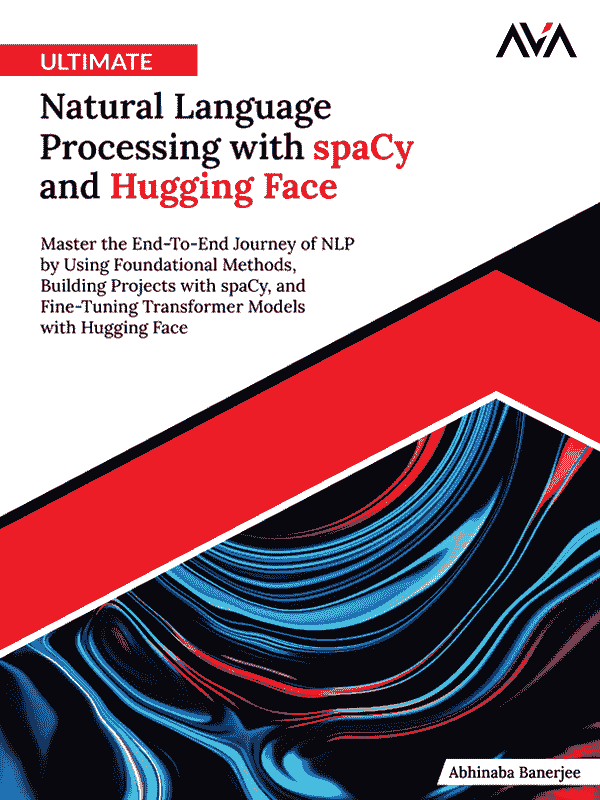 AVA
ULTIMATE
Natural Language
Processing with spaCy
and Hugging Face
Master the End-To-End Journey of NLP
by Using Foundational Methods,
Building Projects with spaCy, and
Fine-Tuning Transformer Models
with Hugging Face
Abhinaba Banerjee